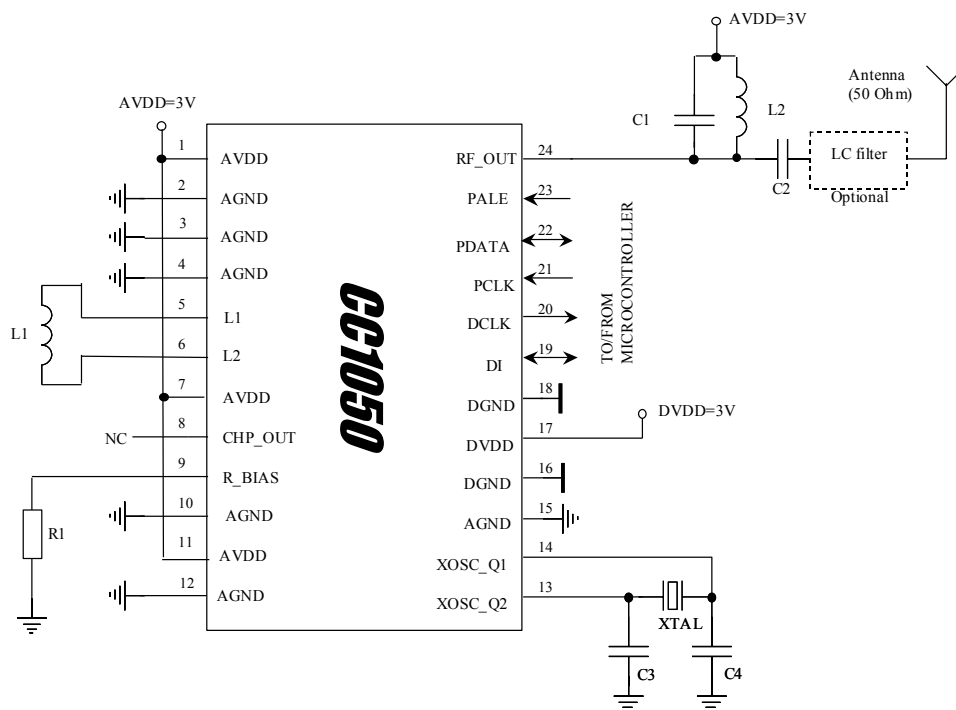 AVDD=3V
Antenna
(50 Ohm)
AVDD=3V
C1
L2
LC filter
Optional
C2
1
AVDD
2
AGND
3
AGND
4
AGND
5
L1
L1
6
L2
7
AVDD
NC
8
CHP_OUT
9
R_BIAS
R1
10
AGND
11
AVDD
12
AGND
CC1050
RF_OUT
24
PALE
23
PDATA
22
PCLK
21
DCLK
20
DI
19
DGND
18
DVDD
17
DVDD=3V
DGND
16
AGND
15
XOSC_Q1
14
XOSC_Q2
13
TO/FROM
MICROCONTROLLER
XTAL
C3
C4